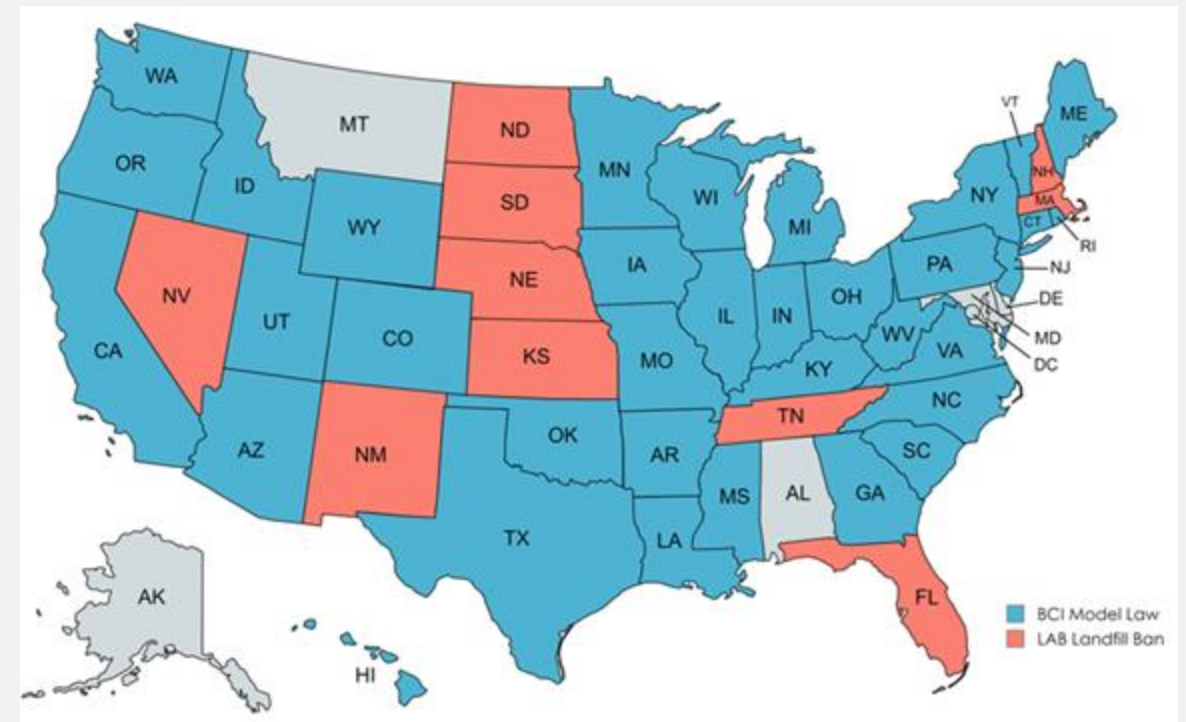 WA
MT
ND
MN
VT
ME
OR
ID
SD
WI
NH
NY
MA
WY
MI
CT
RI
IA
PA
NJ
NV
NE
OH
DE
UT
IL
IN
CO
WV
MD
CA
KS
MO
VA
DC
KY
NC
TN
OK
AZ
NM
AR
SC
MS
AL
GA
TX
LA
AK
FL
BCI Model Law
LAB Landfill Ban
HI